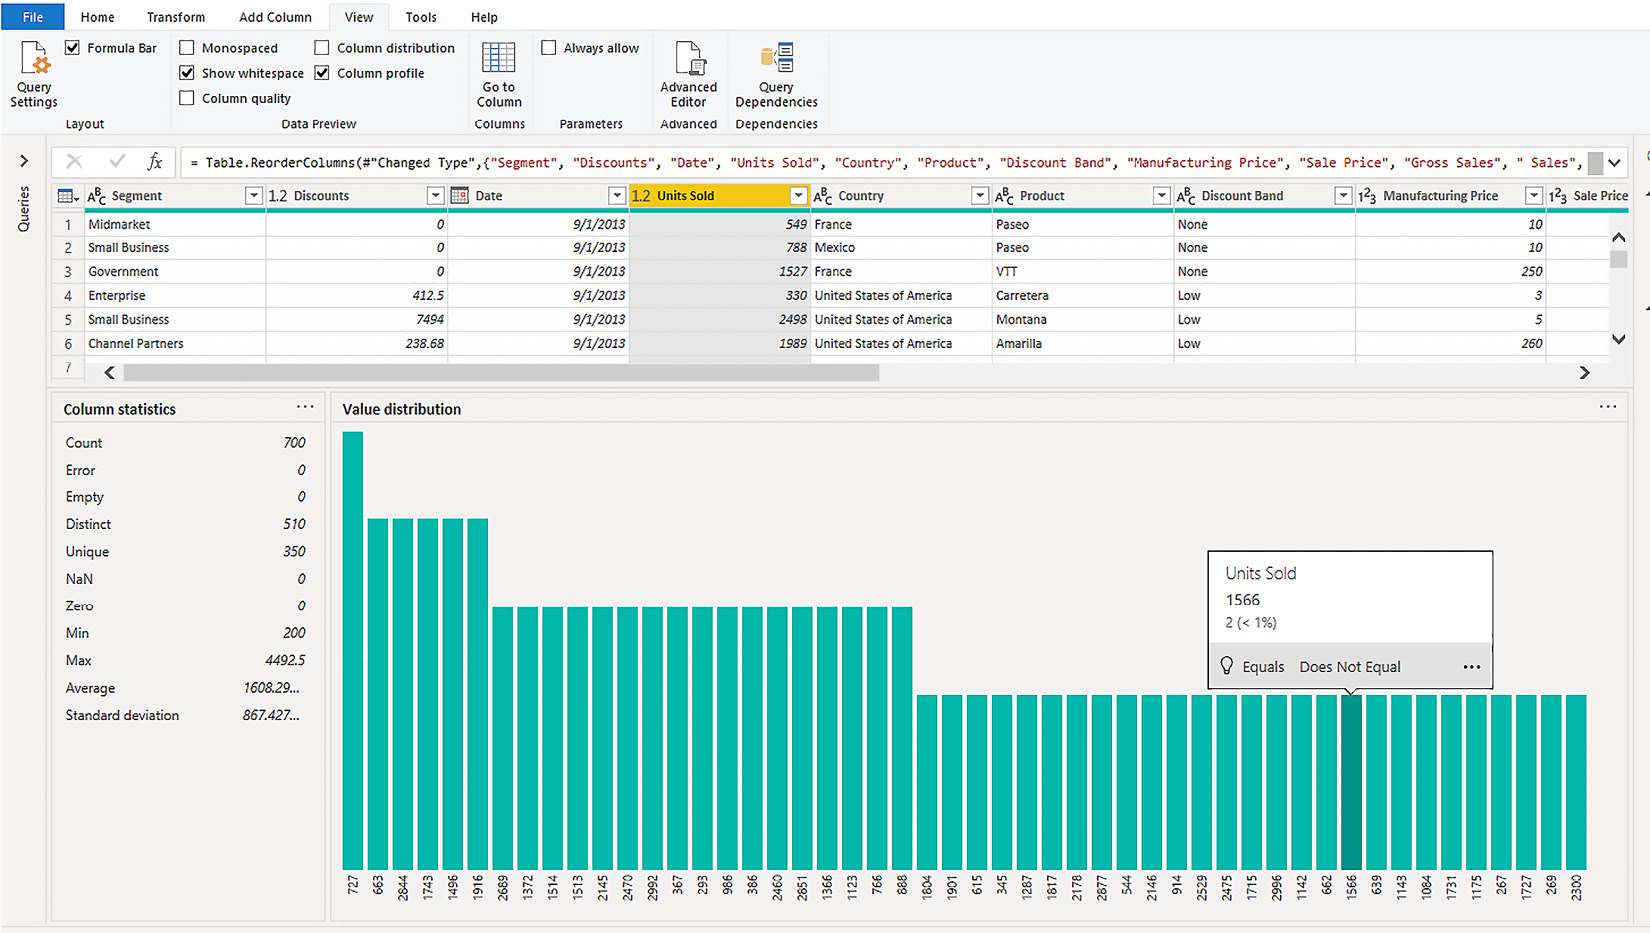 File Home Transform Add Column View Tools Help
Formula Bar Monospaced Column distribution Always allow
Show whitespace Column profile
Column quality
Query Settings
Go to Column
Advanced Editor
Query Dependencies
Layout Data Preview Columns Parameters Advanced Dependencies
Queries
fx = Table.ReorderColumns(#"Changed Type",{"Segment", "Discounts", "Date", "Units Sold", "Country", "Product", "Discount Band", "Manufacturing Price", "Sale Price", "Gross Sales", " Sales",
ABC Segment 1.2 Discounts Date 1.2 Units Sold ABC Country ABC Product ABC Discount Band 123 Manufacturing Price 123 Sale Price
1 Midmarket 0 9/1/2013 549 France Paseo None 10
2 Small Business 0 9/1/2013 788 Mexico Paseo None 10
3 Government 0 9/1/2013 1527 France VTT None 250
4 Enterprise 412.5 9/1/2013 330 United States of America Carretera Low 3
5 Small Business 7494 9/1/2013 2498 United States of America Montana Low 5
6 Channel Partners 238.68 9/1/2013 1989 United States of America Amarilla Low 260
7
Column statistics ...
Count 700
Error 0
Empty 0
Distinct 510
Unique 350
NaN 0
Zero 0
Min 200
Max 4492.5
Average 1608.29...
Standard deviation 867.427...
Value distribution ...
Units Sold
1566
2 (< 1%)
Equals Does Not Equal ...
727 663 2844 1743 1496 1916 2689 1372 1514 1513 2145 2470 2992 367 293 986 386 2460 2851 1366 1123 766 888 1804 1901 615 345 1287 1817 2178 2877 544 2146 914 2529 2475 1715 2996 1142 662 1566 639 1143 1084 1731 1175 267 1727 269 2300